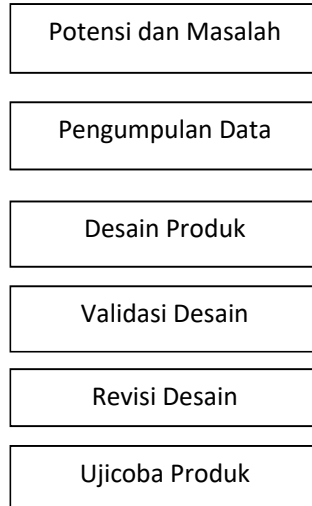 Potensi dan Masalah
Pengumpulan Data
Desain Produk
Validasi Desain
Revisi Desain
Ujicoba Produk